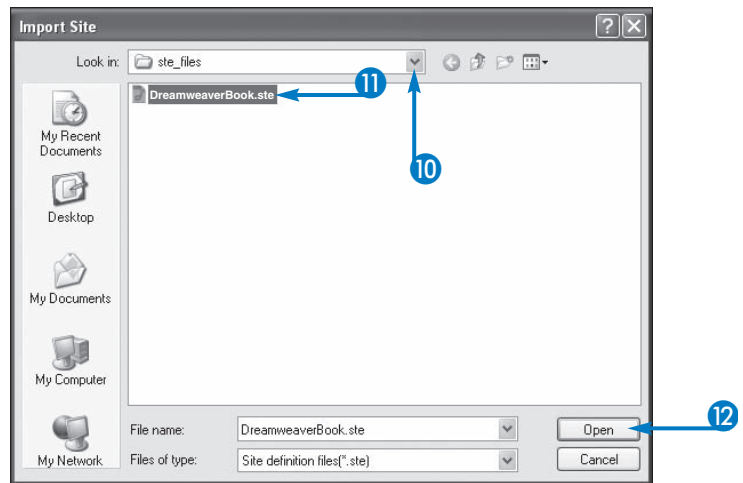 Import Site
Look in: ste_files
DreamweaverBook.ste
11
10
My Recent
Documents
Desktop
My Documents
My Computer
My Network
File name: DreamweaverBook.ste
Open
12
Files of type: Site definition files(*.ste)
Cancel